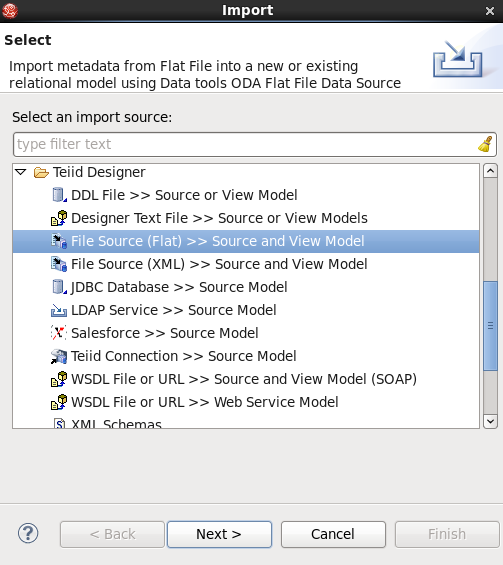 Import
Select
Import metadata from Flat File into a new or existing
relational model using Data tools ODA Flat File Data Source
Select an import source:
type filter text
Teiid Designer
DDL File >> Source or View Model
Designer Text File >> Source or View Models
File Source (Flat) >> Source and View Model
File Source (XML) >> Source and View Model
JDBC Database >> Source Model
LDAP Service >> Source Model
Salesforce >> Source Model
Teiid Connection >> Source Model
WSDL File or URL >> Source and View Model (SOAP)
WSDL File or URL >> Web Service Model
XML Schemas
< Back
Next >
Cancel
Finish